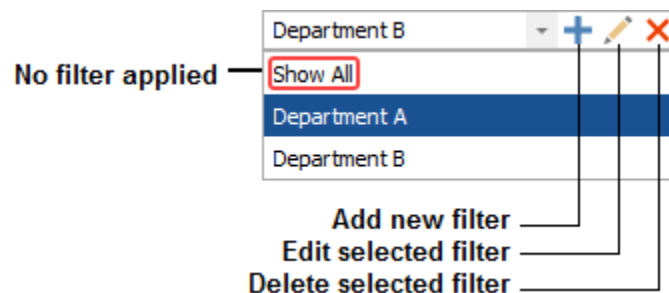 Department B
No filter applied
Show All
Department A
Department B
Add new filter
Edit selected filter
Delete selected filter